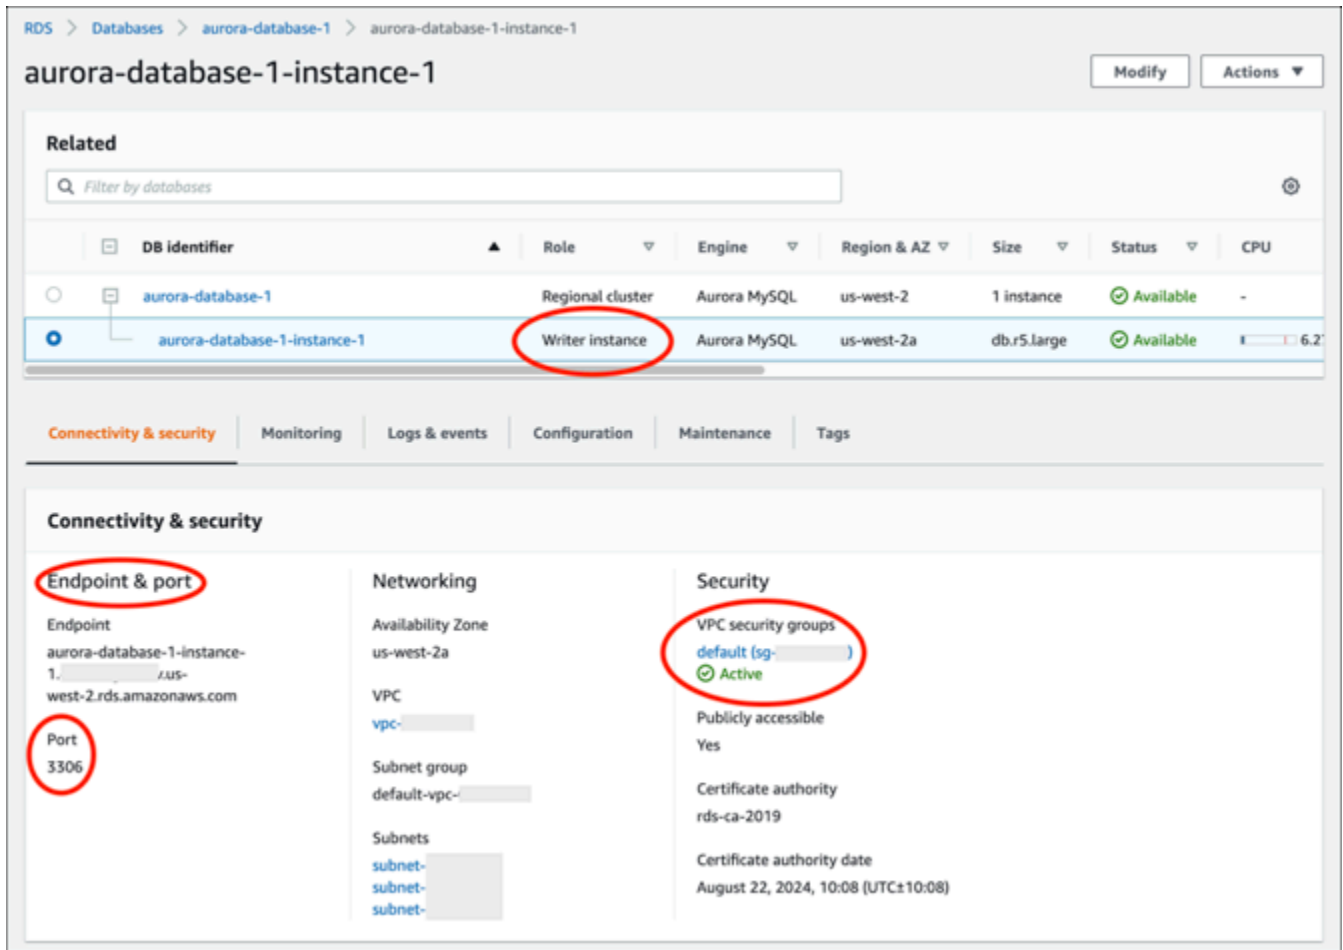 RDS > Databases > aurora-database-1 > aurora-database-1-instance-1
aurora-database-1-instance-1
Modify
Actions
Related
Filter by databases
DB identifier Role Engine Region & AZ Size Status CPU
aurora-database-1 Regional cluster Aurora MySQL us-west-2 1 instance Available -
aurora-database-1-instance-1 Writer instance Aurora MySQL us-west-2a db.r5.large Available 6.2
Connectivity & security Monitoring Logs & events Configuration Maintenance Tags
Connectivity & security
Endpoint & port
Endpoint
aurora-database-1-instance-
1. .us-
west-2.rds.amazonaws.com
Port
3306
Networking
Availability Zone
us-west-2a
VPC
vpc-
Subnet group
default-vpc-
Subnets
subnet-
subnet-
subnet-
Security
VPC security groups
default (sg- )
Active
Publicly accessible
Yes
Certificate authority
rds-ca-2019
Certificate authority date
August 22, 2024, 10:08 (UTC±10:08)